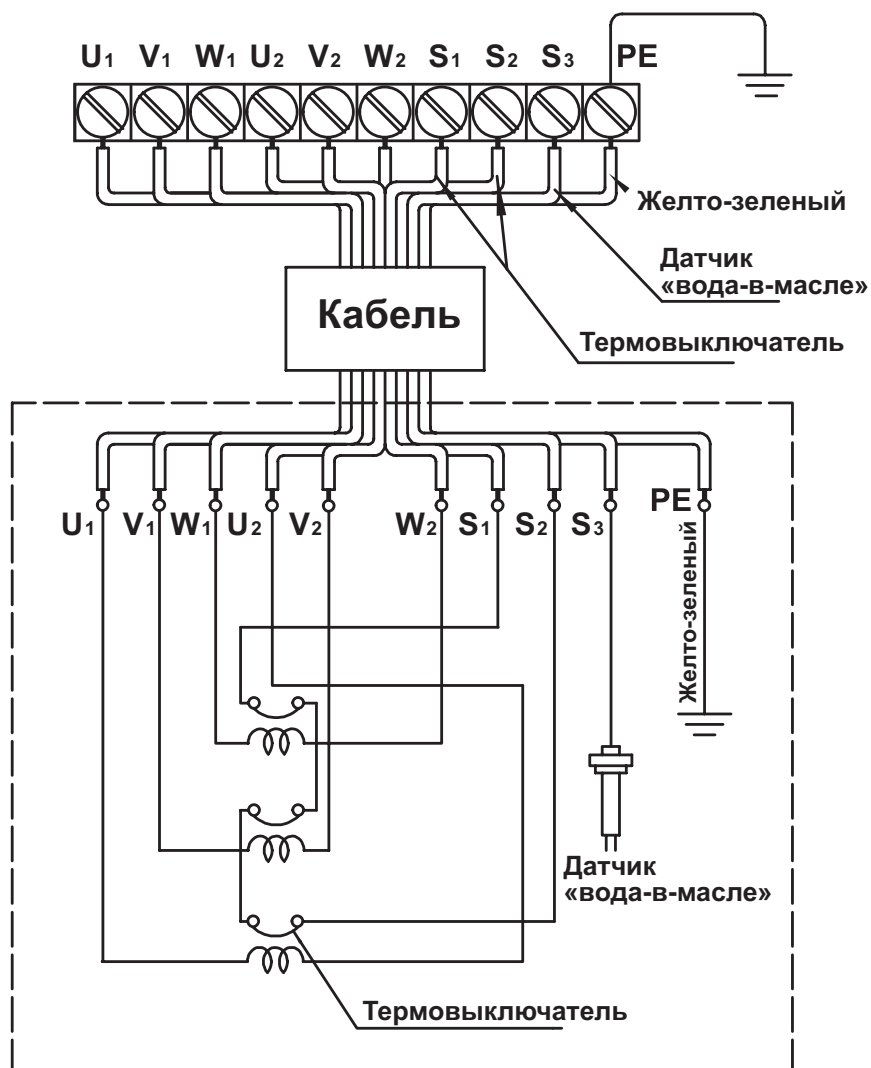 U1 V1 W1 U2 V2 W2 S1 S2 S3 PE
Желто-зеленый
Датчик
«вода-в-масле»
Термовыключатель
Кабель
U1 V1 W1 U2 V2 W2 S1 S2 S3 PE
Желто-зеленый
Датчик
«вода-в-масле»
Термовыключатель